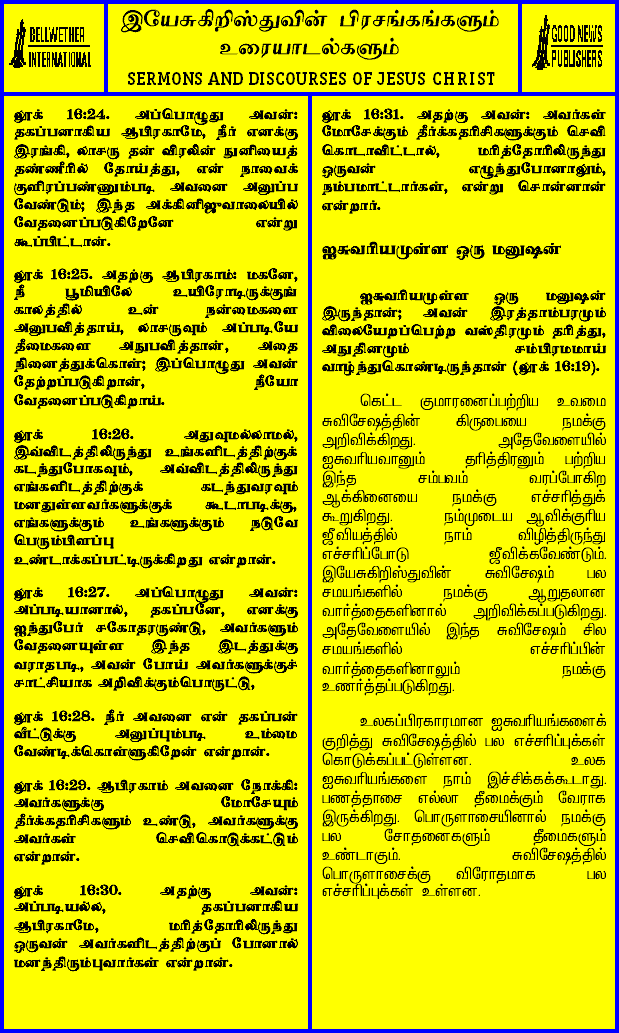 BELLWETHER
INTERNATIONAL
இயேசுகிறிஸ்துவின் பிரசங்கங்களும்
உரையாடல்களும்
SERMONS AND DISCOURSES OF JESUS CHRIST
GOOD NEWS
PUBLISHERS
லூக் 16:24. அப்பொழுது அவன்:
தகப்பனாகிய ஆபிரகாமே, நீர் எனக்கு
இரங்கி, லாசரு தன் விரலின் நுனியைத்
தண்ணீரில் தோய்த்து, என் நாவைக்
குளிரப்பண்ணும்படி அவனை அனுப்ப
வேண்டும்; இந்த அக்கினிஜுவாலையில்
வேதனைப்படுகிறேனே என்று
கூப்பிட்டான்.
லூக் 16:25. அதற்கு ஆபிரகாம்: மகனே,
நீ பூமியிலே உயிரோடிருக்குங்
காலத்தில் உன் நன்மைகளை
அனுபவித்தாய், லாசருவும் அப்படியே
தீமைகளை அநுபவித்தான், அதை
நினைத்துக்கொள்; இப்பொழுது அவன்
தேற்றப்படுகிறான், நீயோ
வேதனைப்படுகிறாய்.
லூக் 16:26. அதுவுமல்லாமல்,
இவ்விடத்திலிருந்து உங்களிடத்திற்குக்
கடந்துபோகவும், அவ்விடத்திலிருந்து
எங்களிடத்திற்குக் கடந்துவரவும்
மனதுள்ளவர்களுக்குக் கூடாபடிக்கு,
எங்களுக்கும் உங்களுக்கும் நடுவே
பெரும்பிளப்பு
உண்டாக்கப்பட்டிருக்கிறது என்றான்.
லூக் 16:27. அப்பொழுது அவன்:
அப்படியானால், தகப்பனே, எனக்கு
ஐந்துபேர் சகோதரருண்டு, அவர்களும்
வேதனையுள்ள இந்த இடத்துக்கு
வராதபடி, அவன் போய் அவர்களுக்குச்
சாட்சியாக அறிவிக்கும்பொருட்டு,
லூக் 16:28. நீர் அவனை என் தகப்பன்
வீட்டுக்கு அனுப்பும்படி உம்மை
வேண்டிக்கொள்ளுகிறேன் என்றான்.
லூக் 16:29. ஆபிரகாம் அவனை நோக்கி:
அவர்களுக்கு மோசேயும்
தீர்க்கதரிசிகளும் உண்டு, அவர்களுக்கு
அவர்கள் செவிகொடுக்கட்டும்
என்றான்.
லூக் 16:30. அதற்கு அவன்:
அப்படியல்ல, தகப்பனாகிய
ஆபிரகாமே, மரித்தோரிலிருந்து
ஒருவன் அவர்களிடத்திற்குப் போனால்
மனந்திரும்புவார்கள் என்றான்.
லூக் 16:31. அதற்கு அவன்: அவர்கள்
மோசேக்கும் தீர்க்கதரிசிகளுக்கும் செவி
கொடாவிட்டால், மரித்தோரிலிருந்து
ஒருவன் எழுந்துபோனாலும்,
நம்பமாட்டார்கள், என்று சொன்னான்
என்றார்.
ஐசுவரியமுள்ள ஒரு மனுஷன்
ஐசுவரியமுள்ள ஒரு மனுஷன்
இருந்தான்; அவன் இரத்தாம்பரமும்
விலையேறப்பெற்ற வஸ்திரமும் தரித்து,
அநுதினமும் சம்பிரமமாய்
வாழ்ந்துகொண்டிருந்தான் (லூக் 16:19).
கெட்ட குமாரனைப்பற்றிய உவமை
சுவிசேஷத்தின் கிருபையை நமக்கு
அறிவிக்கிறது. அதேவேளையில்
ஐசுவரியவானும் தரித்திரனும் பற்றிய
இந்த சம்பவம் வரப்போகிற
ஆக்கினையை நமக்கு எச்சரித்துக்
கூறுகிறது. நம்முடைய ஆவிக்குரிய
ஜீவியத்தில் நாம் விழித்திருந்து
எச்சரிப்போடு ஜீவிக்கவேண்டும்.
இயேசுகிறிஸ்துவின் சுவிசேஷம் பல
சமயங்களில் நமக்கு ஆறுதலான
வார்த்தைகளினால் அறிவிக்கப்படுகிறது.
அதேவேளையில் இந்த சுவிசேஷம் சில
சமயங்களில் எச்சரிப்பின்
வார்த்தைகளினாலும் நமக்கு
உணர்த்தப்படுகிறது.
உலகப்பிரகாரமான ஐசுவரியங்களைக்
குறித்து சுவிசேஷத்தில் பல எச்சரிப்புக்கள்
கொடுக்கப்பட்டுள்ளன. உலக
ஐசுவரியங்களை நாம் இச்சிக்கக்கூடாது.
பணத்தாசை எல்லா தீமைக்கும் வேராக
இருக்கிறது. பொருளாசையினால் நமக்கு
பல சோதனைகளும் தீமைகளும்
உண்டாகும். சுவிசேஷத்தில்
பொருளாசைக்கு விரோதமாக பல
எச்சரிப்புக்கள் உள்ளன.